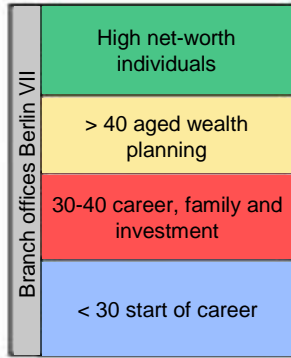 Branch offices Berlin VII
High net-worth
individuals
> 40 aged wealth
planning
30-40 career, family and
investment
< 30 start of career